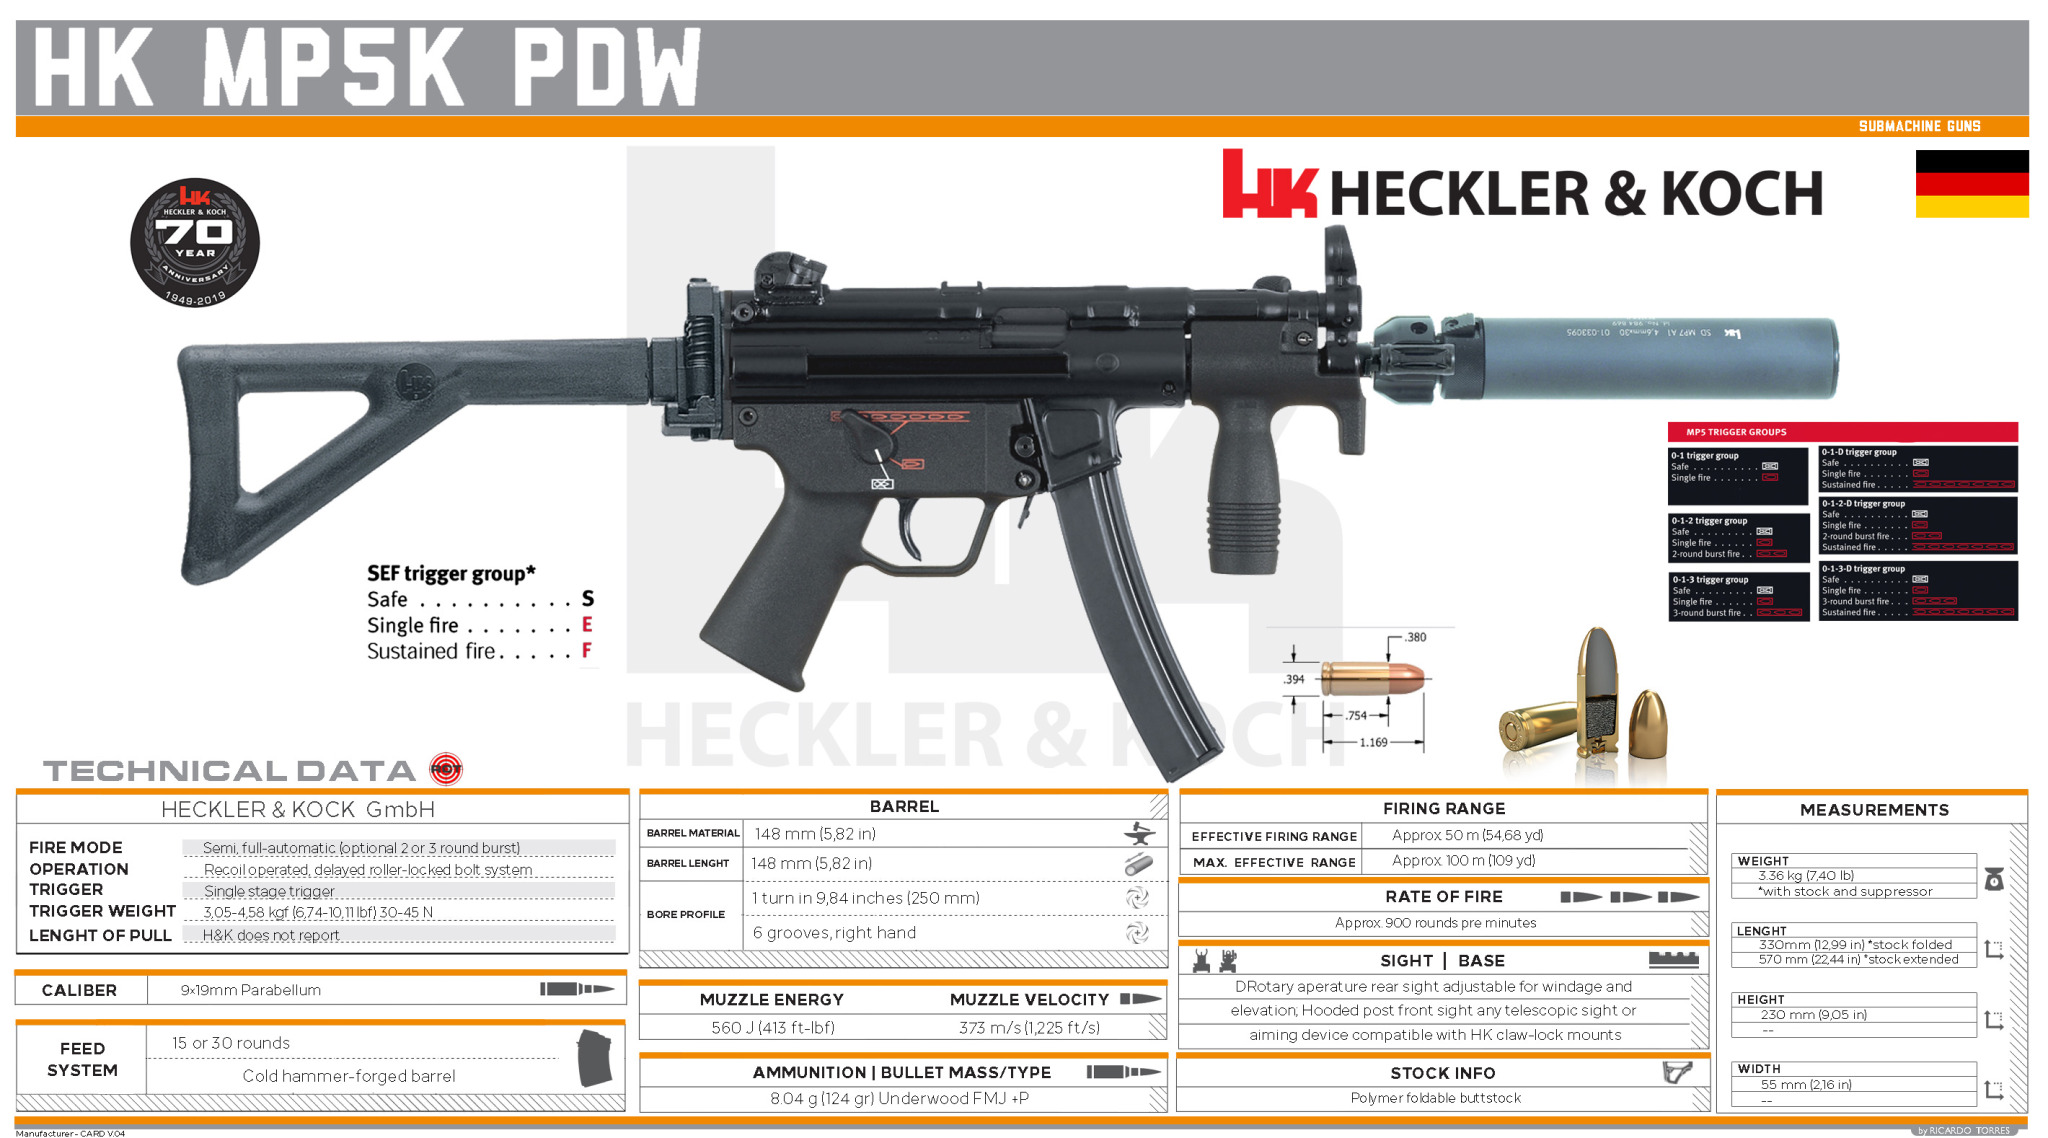 HK MP5K PDW
SUBMACHINE GUNS
HK HECKLER & KOCH
HK
HECKLER & KOCH
70
YEAR
ANNIVERSARY
1949-2019
HK
SD MP7A1 4,6mmx30 01-033095
SEF trigger group*
Safe . . . . . . . . . . S
Single fire . . . . . . . E
Sustained fire. . . . . F
MP5 TRIGGER GROUPS
0-1 trigger group
Safe . . . . . . . . . .
Single fire . . . . . . .
0-1-2 trigger group
Safe . . . . . . . . .
Single fire . . . . . .
2-round burst fire . .
0-1-3 trigger group
Safe . . . . . . . . .
Single fire . . . . . .
3-round burst fire . .
0-1-D trigger group
Safe . . . . . . . . . .
Single fire . . . . . . .
Sustained fire . . . . .
0-1-2-D trigger group
Safe . . . . . . . . . .
Single fire . . . . . . .
2-round burst fire . . .
Sustained fire . . . . .
0-1-3-D trigger group
Safe . . . . . . . . . .
Single fire . . . . . . .
3-round burst fire . . .
Sustained fire . . . . .
.380
.394
.754
1.169
HECKLER & KOCH
TECHNICAL DATA
HECKLER & KOCK GmbH
FIRE MODE Semi, full-automatic (optional 2 or 3 round burst)
OPERATION Recoil operated, delayed roller-locked bolt system
TRIGGER Single stage trigger
TRIGGER WEIGHT 3,05-4,58 kgf (6,74-10,11 lbf) 30-45 N
LENGHT OF PULL H&K does not report
CALIBER 9x19mm Parabellum
FEED SYSTEM
15 or 30 rounds
Cold hammer-forged barrel
BARREL
BARREL MATERIAL 148 mm (5,82 in)
BARREL LENGHT 148 mm (5,82 in)
BORE PROFILE
1 turn in 9,84 inches (250 mm)
6 grooves, right hand
MUZZLE ENERGY MUZZLE VELOCITY
560 J (413 ft-lbf) 373 m/s (1,225 ft/s)
AMMUNITION | BULLET MASS/TYPE
8.04 g (124 gr) Underwood FMJ +P
FIRING RANGE
EFFECTIVE FIRING RANGE Approx. 50 m (54,68 yd)
MAX. EFFECTIVE RANGE Approx. 100 m (109 yd)
RATE OF FIRE
Approx. 900 rounds pre minutes
SIGHT | BASE
DRotary aperature rear sight adjustable for windage and
elevation; Hooded post front sight any telescopic sight or
aiming device compatible with HK claw-lock mounts
STOCK INFO
Polymer foldable buttstock
MEASUREMENTS
WEIGHT
3.36 kg (7,40 lb)
*with stock and suppressor
LENGHT
330mm (12,99 in) *stock folded
570 mm (22,44 in) *stock extended
HEIGHT
230 mm (9,05 in)
--
WIDTH
55 mm (2,16 in)
--
Manufacturer - CARD V.04
by RICARDO TORRES